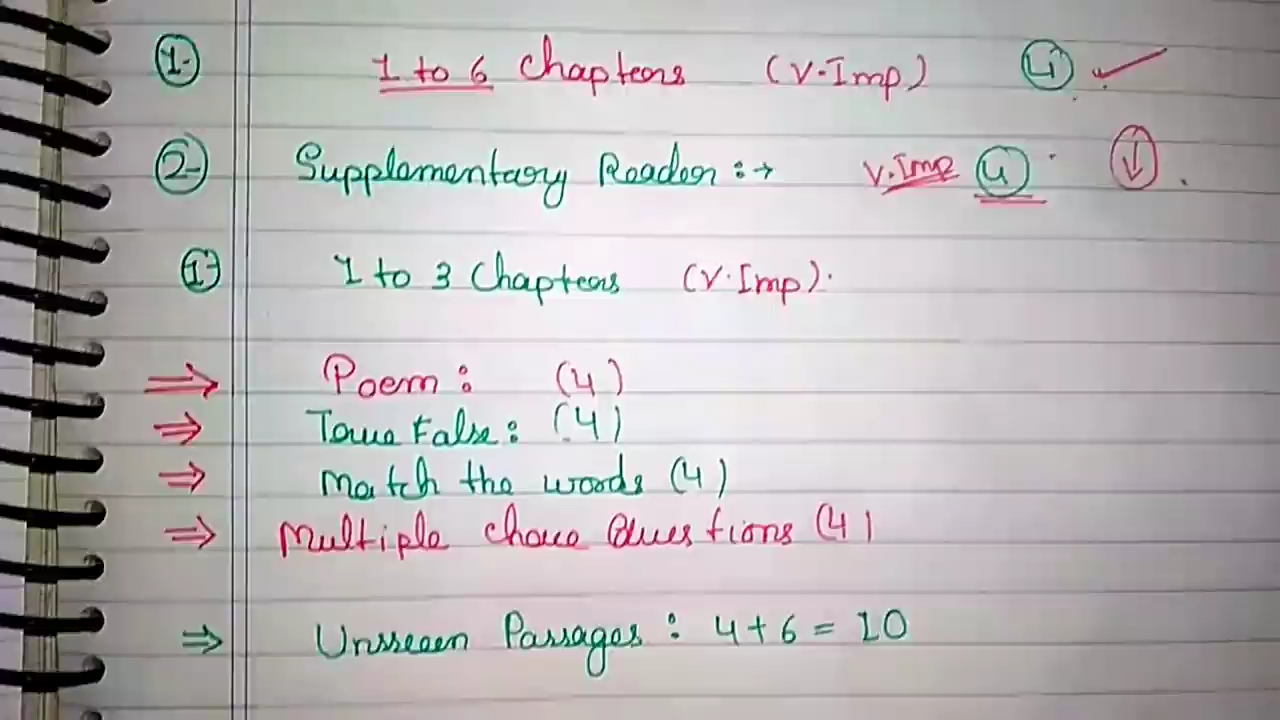 1- 1 to 6 Chapters (V.Imp) 4
2- Supplementary Reader :→ V.Imp 4 ↓
1- 1 to 3 Chapters (V.Imp).
⇒ Poem : (4)
⇒ True False : (4)
⇒ Match the words (4)
⇒ Multiple choice Questions (4)
⇒ Unsseen Passages : 4+6 = 10